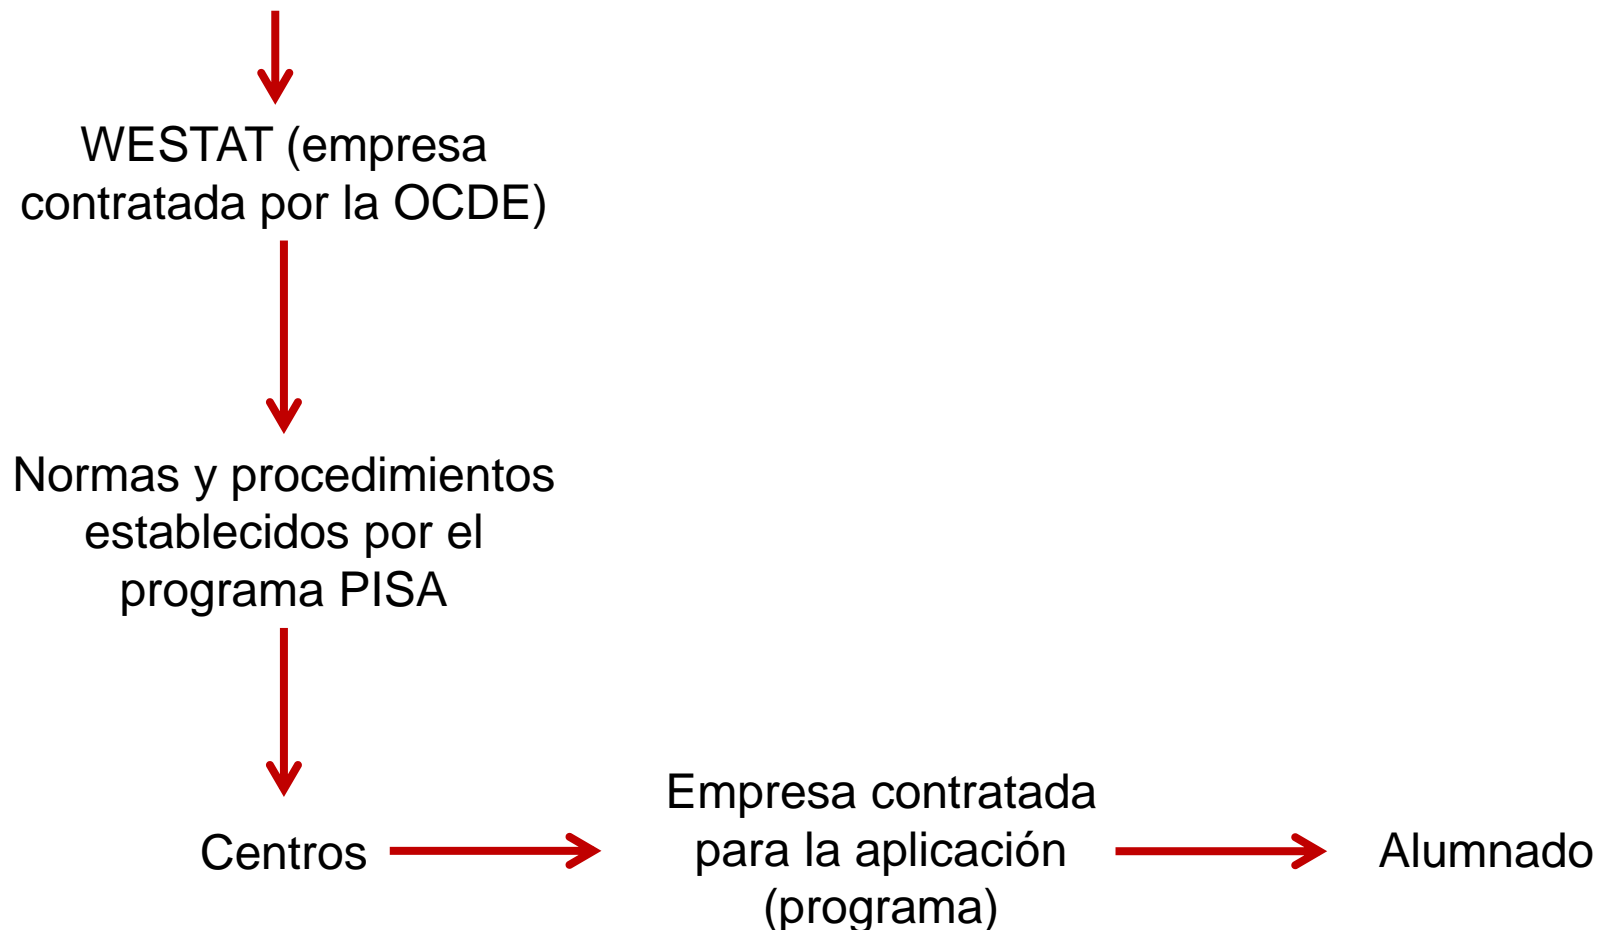 WESTAT (empresa
contratada por la OCDE)
Normas y procedimientos
establecidos por el
programa PISA
Centros
Empresa contratada
para la aplicación
(programa)
Alumnado